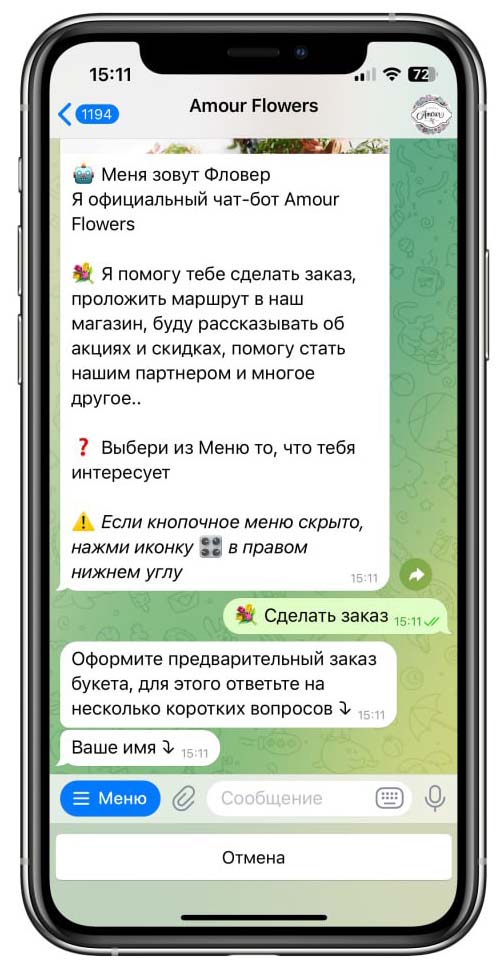 15:11
72
1194
Amour Flowers
Amour
🤖 Меня зовут Фловер
Я официальный чат-бот Amour
Flowers
💐 Я помогу тебе сделать заказ,
проложить маршрут в наш
магазин, буду рассказывать об
акциях и скидках, помогу стать
нашим партнером и многое
другое..
❓ Выбери из Меню то, что тебя
интересует
⚠️ Если кнопочное меню скрыто,
нажми иконку 🎛 в правом
нижнем углу
15:11
💐 Сделать заказ 15:11
Оформите предварительный заказ
букета, для этого ответьте на
несколько коротких вопросов ⤵ 15:11
Ваше имя ⤵ 15:11
Меню
Сообщение
Отмена